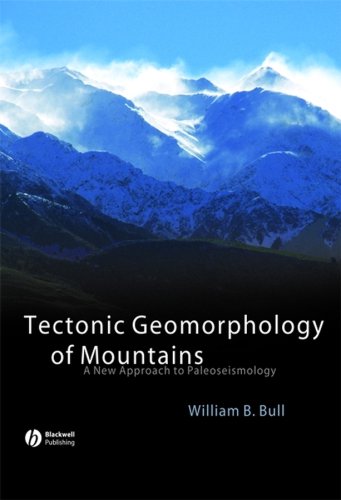 Tectonic Geomorphology
of Mountains
A New Approach to Paleoseismology
William B. Bull
Blackwell
Publishing